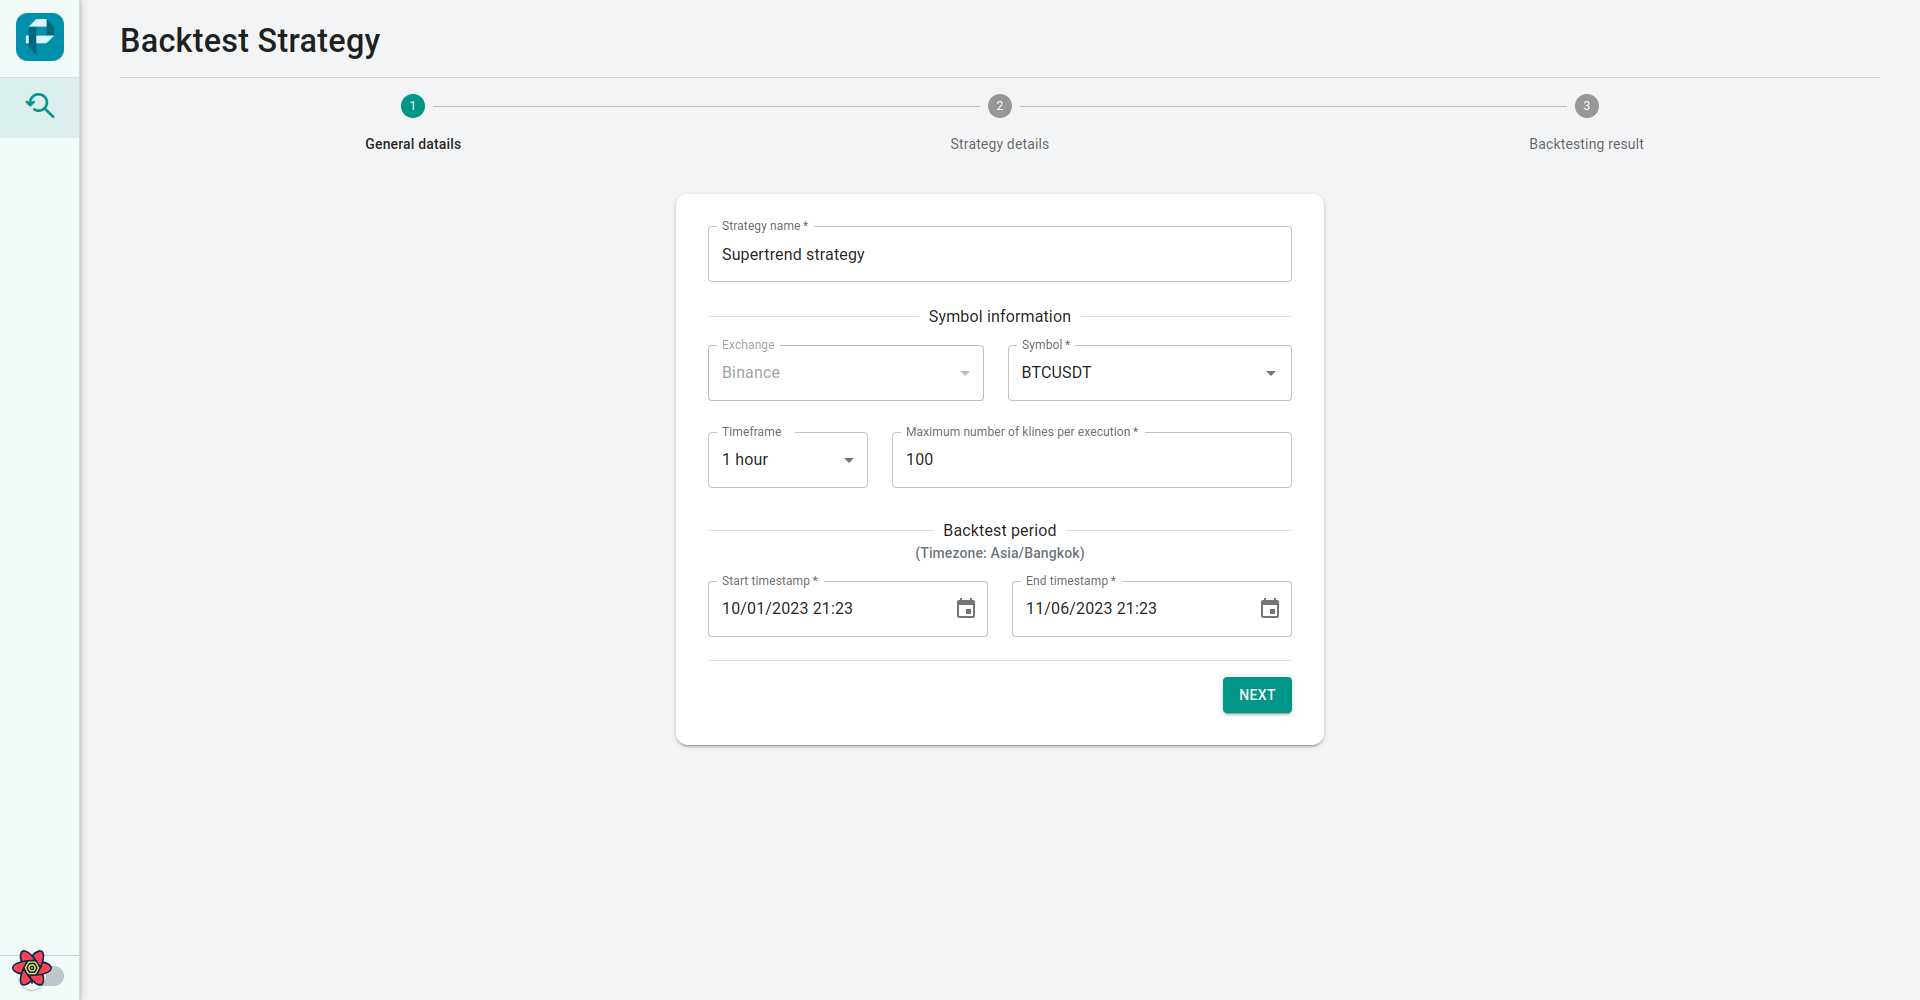 Backtest Strategy
1
2
3
General datails
Strategy details
Backtesting result
Strategy name *
Supertrend strategy
Symbol information
Exchange
Symbol *
Binance
BTCUSDT
Timeframe
Maximum number of klines per execution *
1 hour
100
Backtest period
(Timezone: Asia/Bangkok)
Start timestamp *
End timestamp *
10/01/2023 21:23
11/06/2023 21:23
NEXT